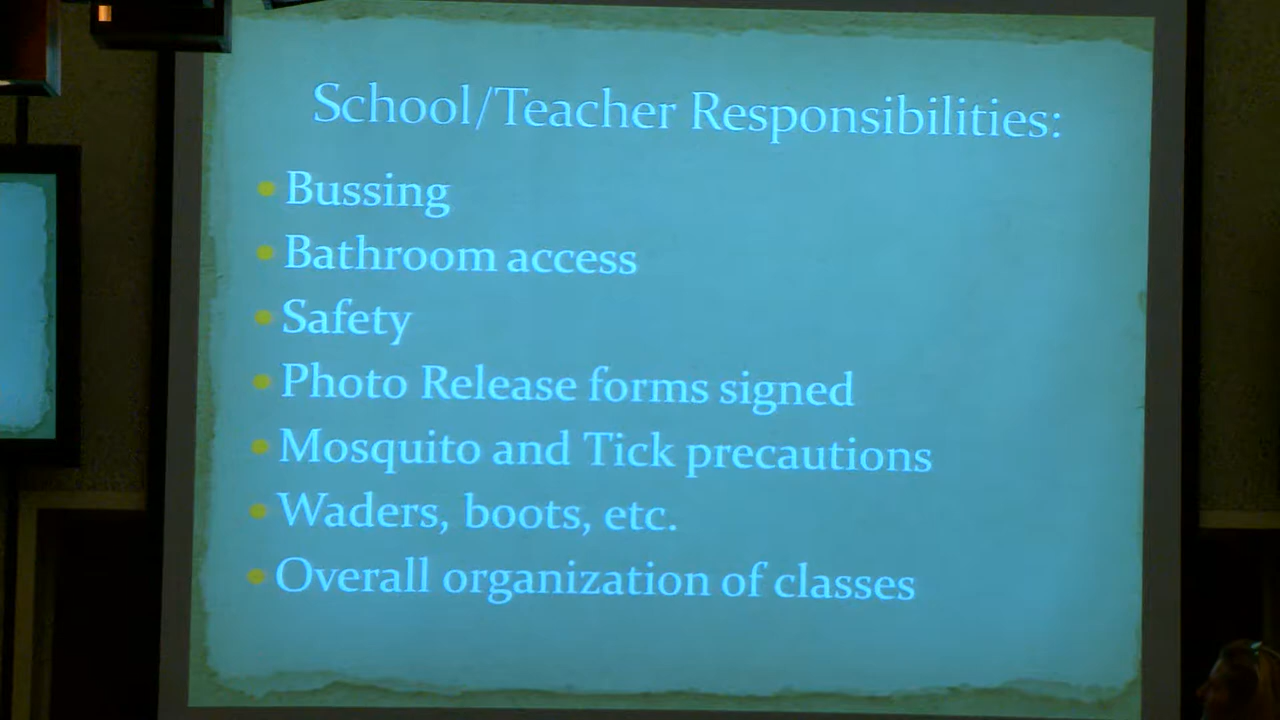 School/Teacher Responsibilities:
• Bussing
• Bathroom access
• Safety
• Photo Release forms signed
• Mosquito and Tick precautions
• Waders, boots, etc.
• Overall organization of classes